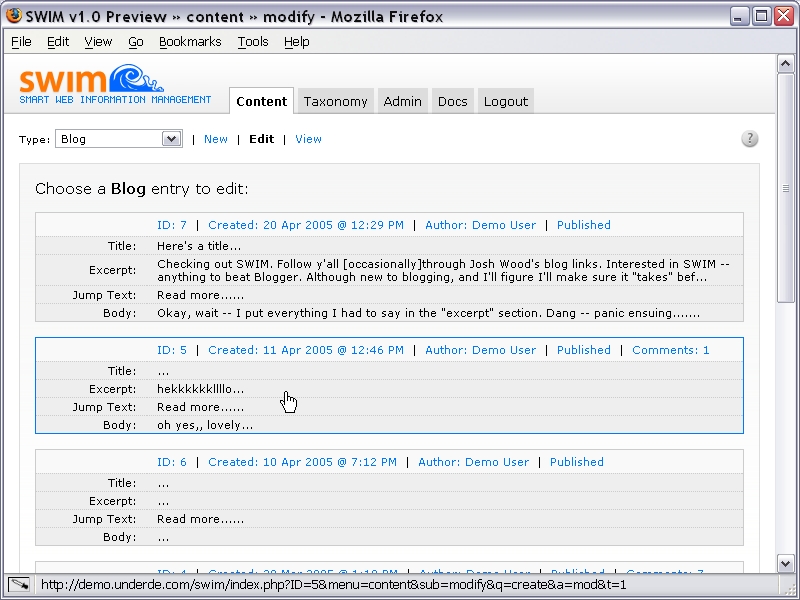 SWIM v1.0 Preview » content » modify - Mozilla Firefox
File Edit View Go Bookmarks Tools Help
swim
SMART WEB INFORMATION MANAGEMENT
Content Taxonomy Admin Docs Logout
Type: Blog | New | Edit | View ?
Choose a Blog entry to edit:
ID: 7 | Created: 20 Apr 2005 @ 12:29 PM | Author: Demo User | Published
Title: Here's a title...
Excerpt: Checking out SWIM. Follow y'all [occasionally]through Josh Wood's blog links. Interested in SWIM --
anything to beat Blogger. Although new to blogging, and I'll figure I'll make sure it "takes" bef...
Jump Text: Read more......
Body: Okay, wait -- I put everything I had to say in the "excerpt" section. Dang -- panic ensuing.......
ID: 5 | Created: 11 Apr 2005 @ 12:46 PM | Author: Demo User | Published | Comments: 1
Title: ...
Excerpt: hekkkkkkllllo...
Jump Text: Read more......
Body: oh yes,, lovely...
ID: 6 | Created: 10 Apr 2005 @ 7:12 PM | Author: Demo User | Published
Title: ...
Excerpt: ...
Jump Text: Read more......
Body: ...
http://demo.underde.com/swim/index.php?ID=5&menu=content&sub=modify&q=create&a=mod&t=1